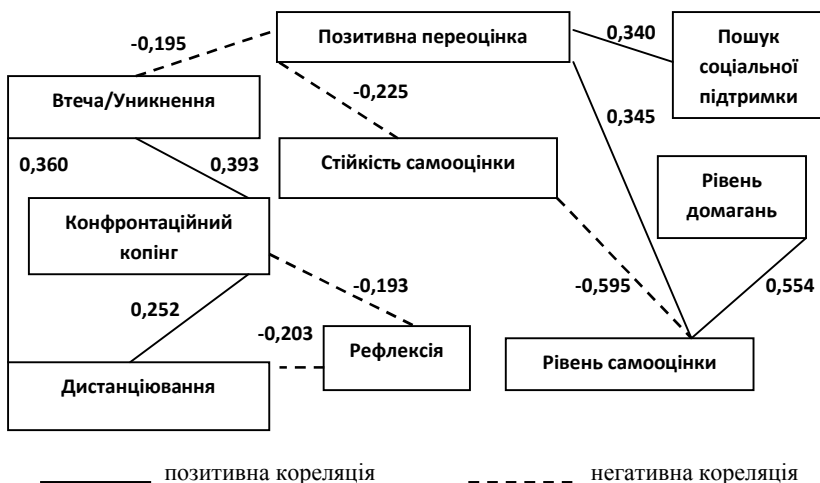 -0,195
Позитивна переоцінка
0,340
Пошук
соціальної
підтримки
Втеча/Уникнення
-0,225
0,345
0,360
0,393
Стійкість самооцінки
Рівень
домагань
Конфронтаційний
копінг
0,252
-0,193
-0,595
0,554
-0,203
Рефлексія
Рівень самооцінки
Дистанціювання
позитивна кореляція
негативна кореляція